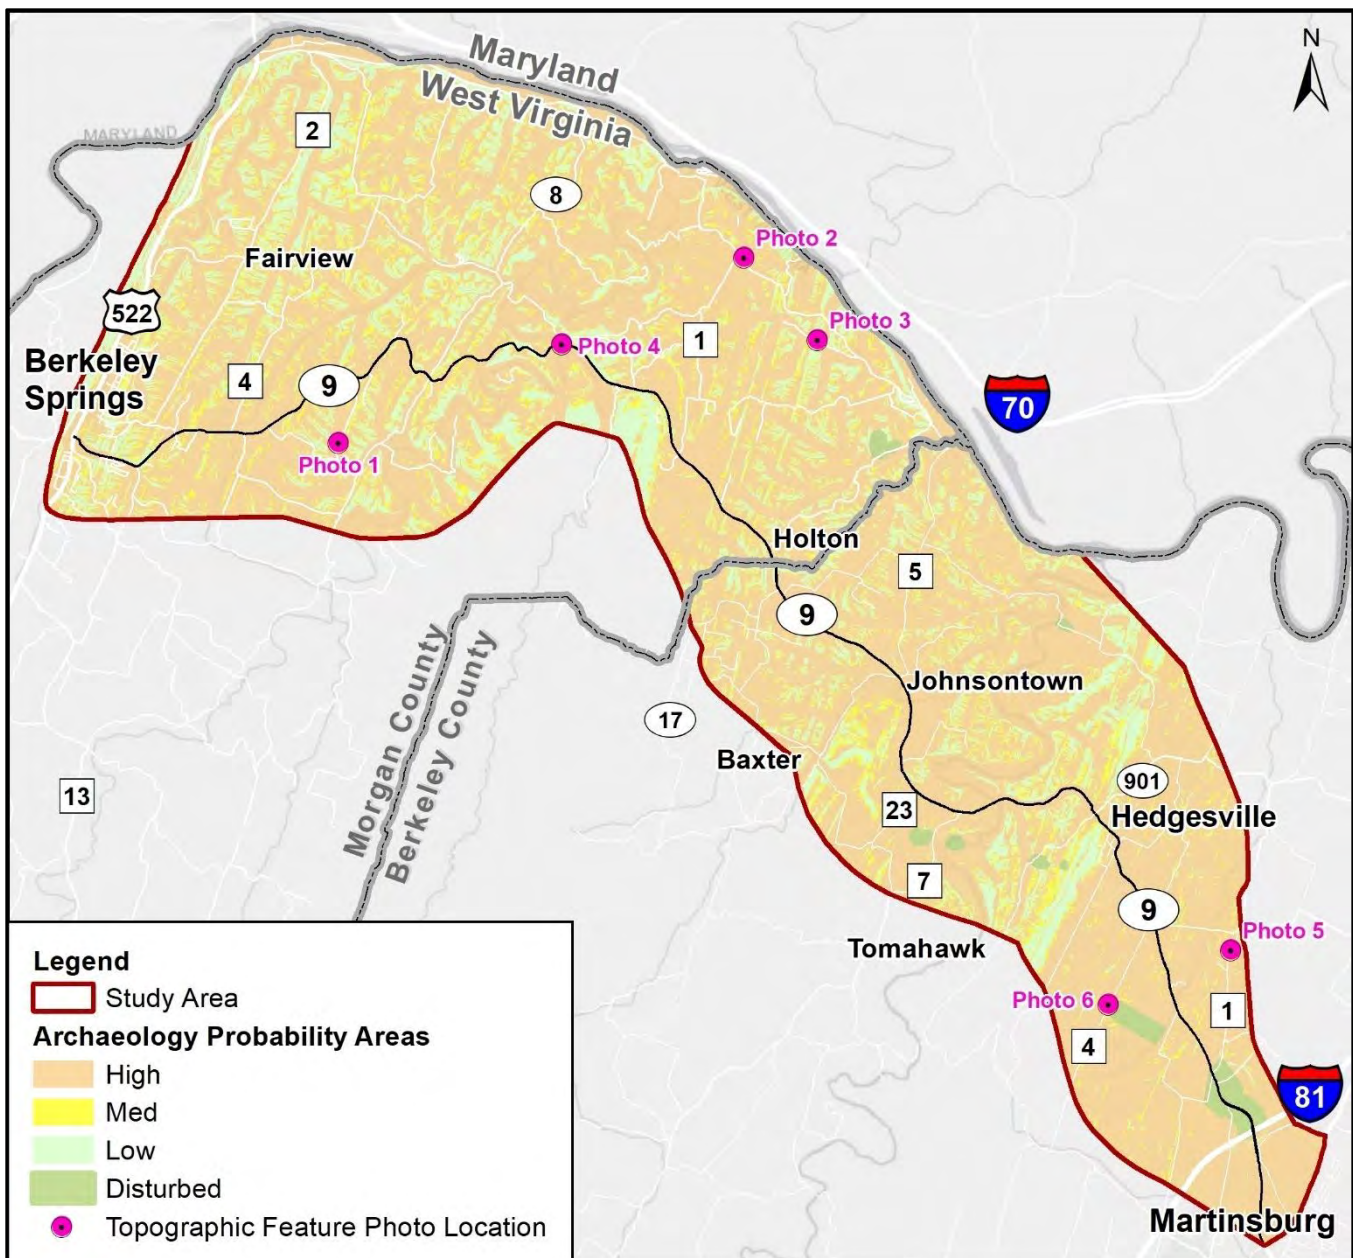 N
Maryland
West Virginia
MARYLAND
2
8
Photo 2
Fairview
522
Photo 3
1
Photo 4
Berkeley
Springs
4
9
70
Photo 1
Holton
5
9
Morgan County
Berkeley County
Johnsontown
17
Baxter
901
13
23
Hedgesville
7
9
Tomahawk
Photo 5
Photo 6
1
4
81
Martinsburg
Legend
Study Area
Archaeology Probability Areas
High
Med
Low
Disturbed
Topographic Feature Photo Location